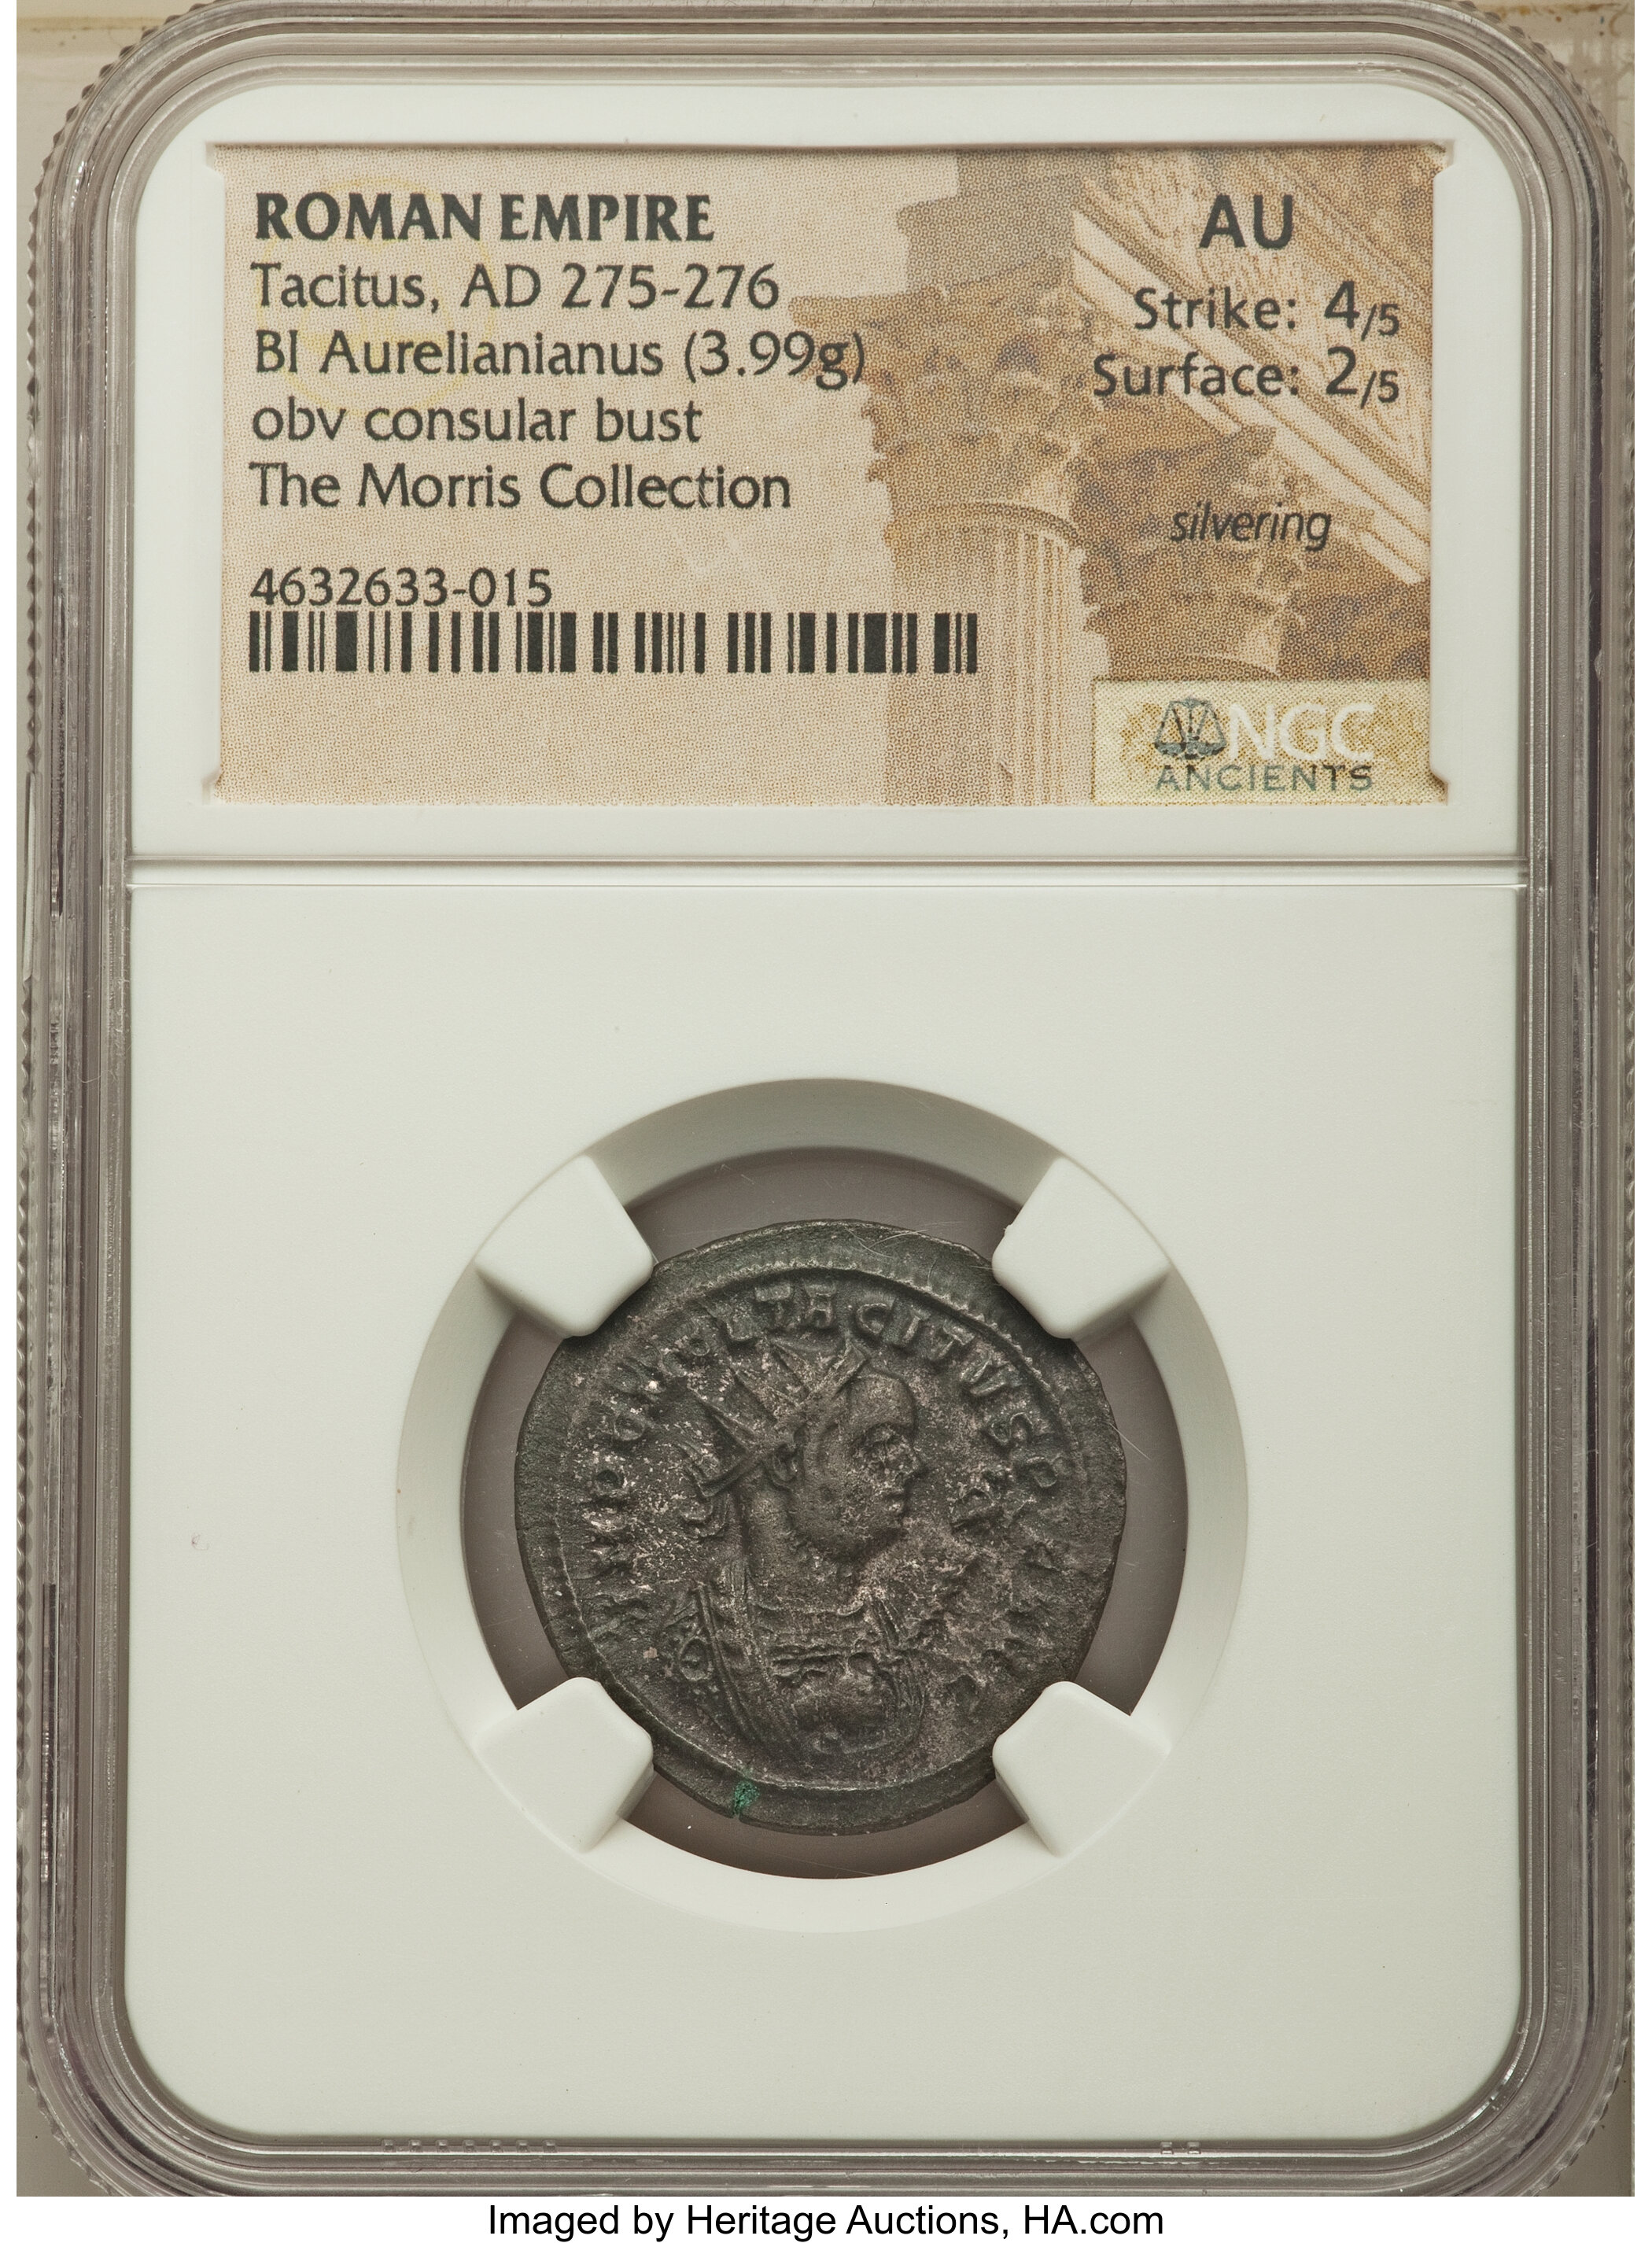 ROMAN EMPIRE
Tacitus, AD 275-276
BI Aurelianianus (3.99g)
obv consular bust
The Morris Collection
4632633-015
AU
Strike: 4/5
Surface: 2/5
silvering
NGC
ANCIENTS
TACITVS
Imaged by Heritage Auctions, HA.com